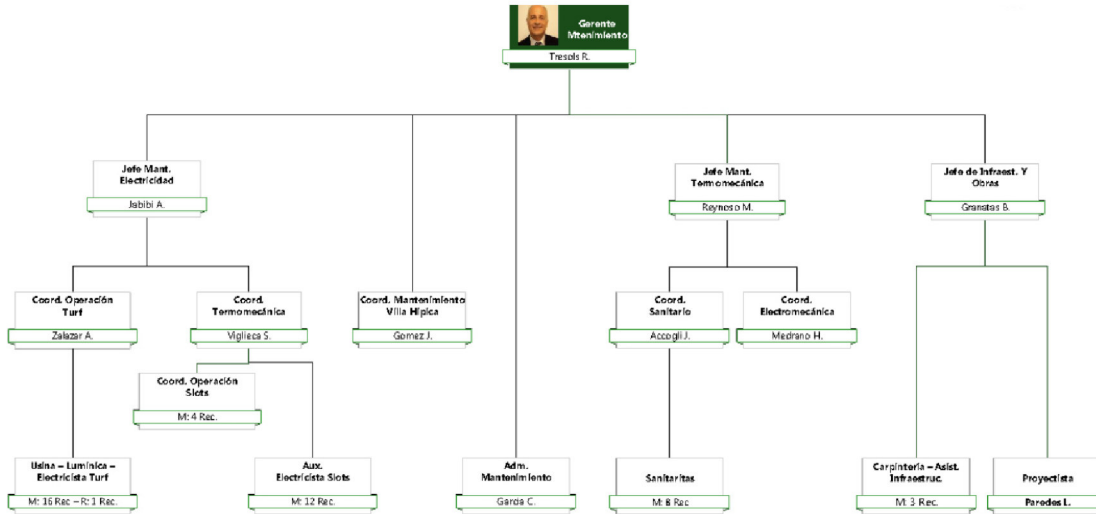 Gerente
Mtenimiento
Tresols R.
Jefe Mant.
Electricidad
Jabibi A.
Jefe Mant.
Termomecánica
Reynoso M.
Jefe de Infraest. Y
Obras
Granatas B.
Coord. Operación
Turf
Zalazar A.
Coord.
Termomecánica
Viglieca S.
Coord. Mantenimiento
Villa Hipica
Gomez J.
Coord.
Sanitario
Accogli J.
Coord.
Electromecánica
Medrano H.
Coord. Operación
Slots
M: 4 Rec.
Usina – Lumínica –
Electricista Turf
M: 16 Rec – R: 1 Rec.
Aux.
Electricista Slots
M: 12 Rec.
Adm.
Mantenimiento
Garcia C.
Sanitaritas
M: 8 Rec
Carpintería – Asist.
Infraestruc.
M: 3 Rec.
Proyectista
Paredes L.